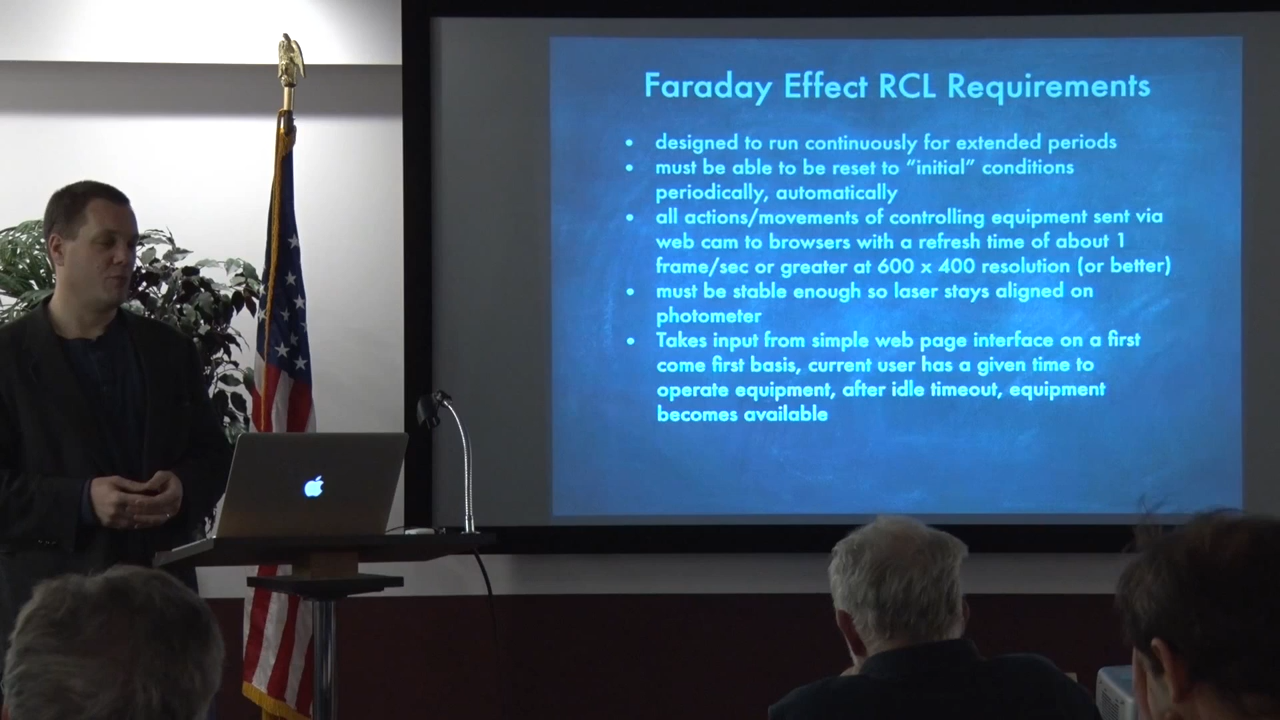 Faraday Effect RCL Requirements
• designed to run continuously for extended periods
• must be able to be reset to “initial” conditions
periodically, automatically
• all actions/movements of controlling equipment sent via
web cam to browsers with a refresh time of about 1
frame/sec or greater at 600 x 400 resolution (or better)
• must be stable enough so laser stays aligned on
photometer
• Takes input from simple web page interface on a first
come first basis, current user has a given time to
operate equipment, after idle timeout, equipment
becomes available